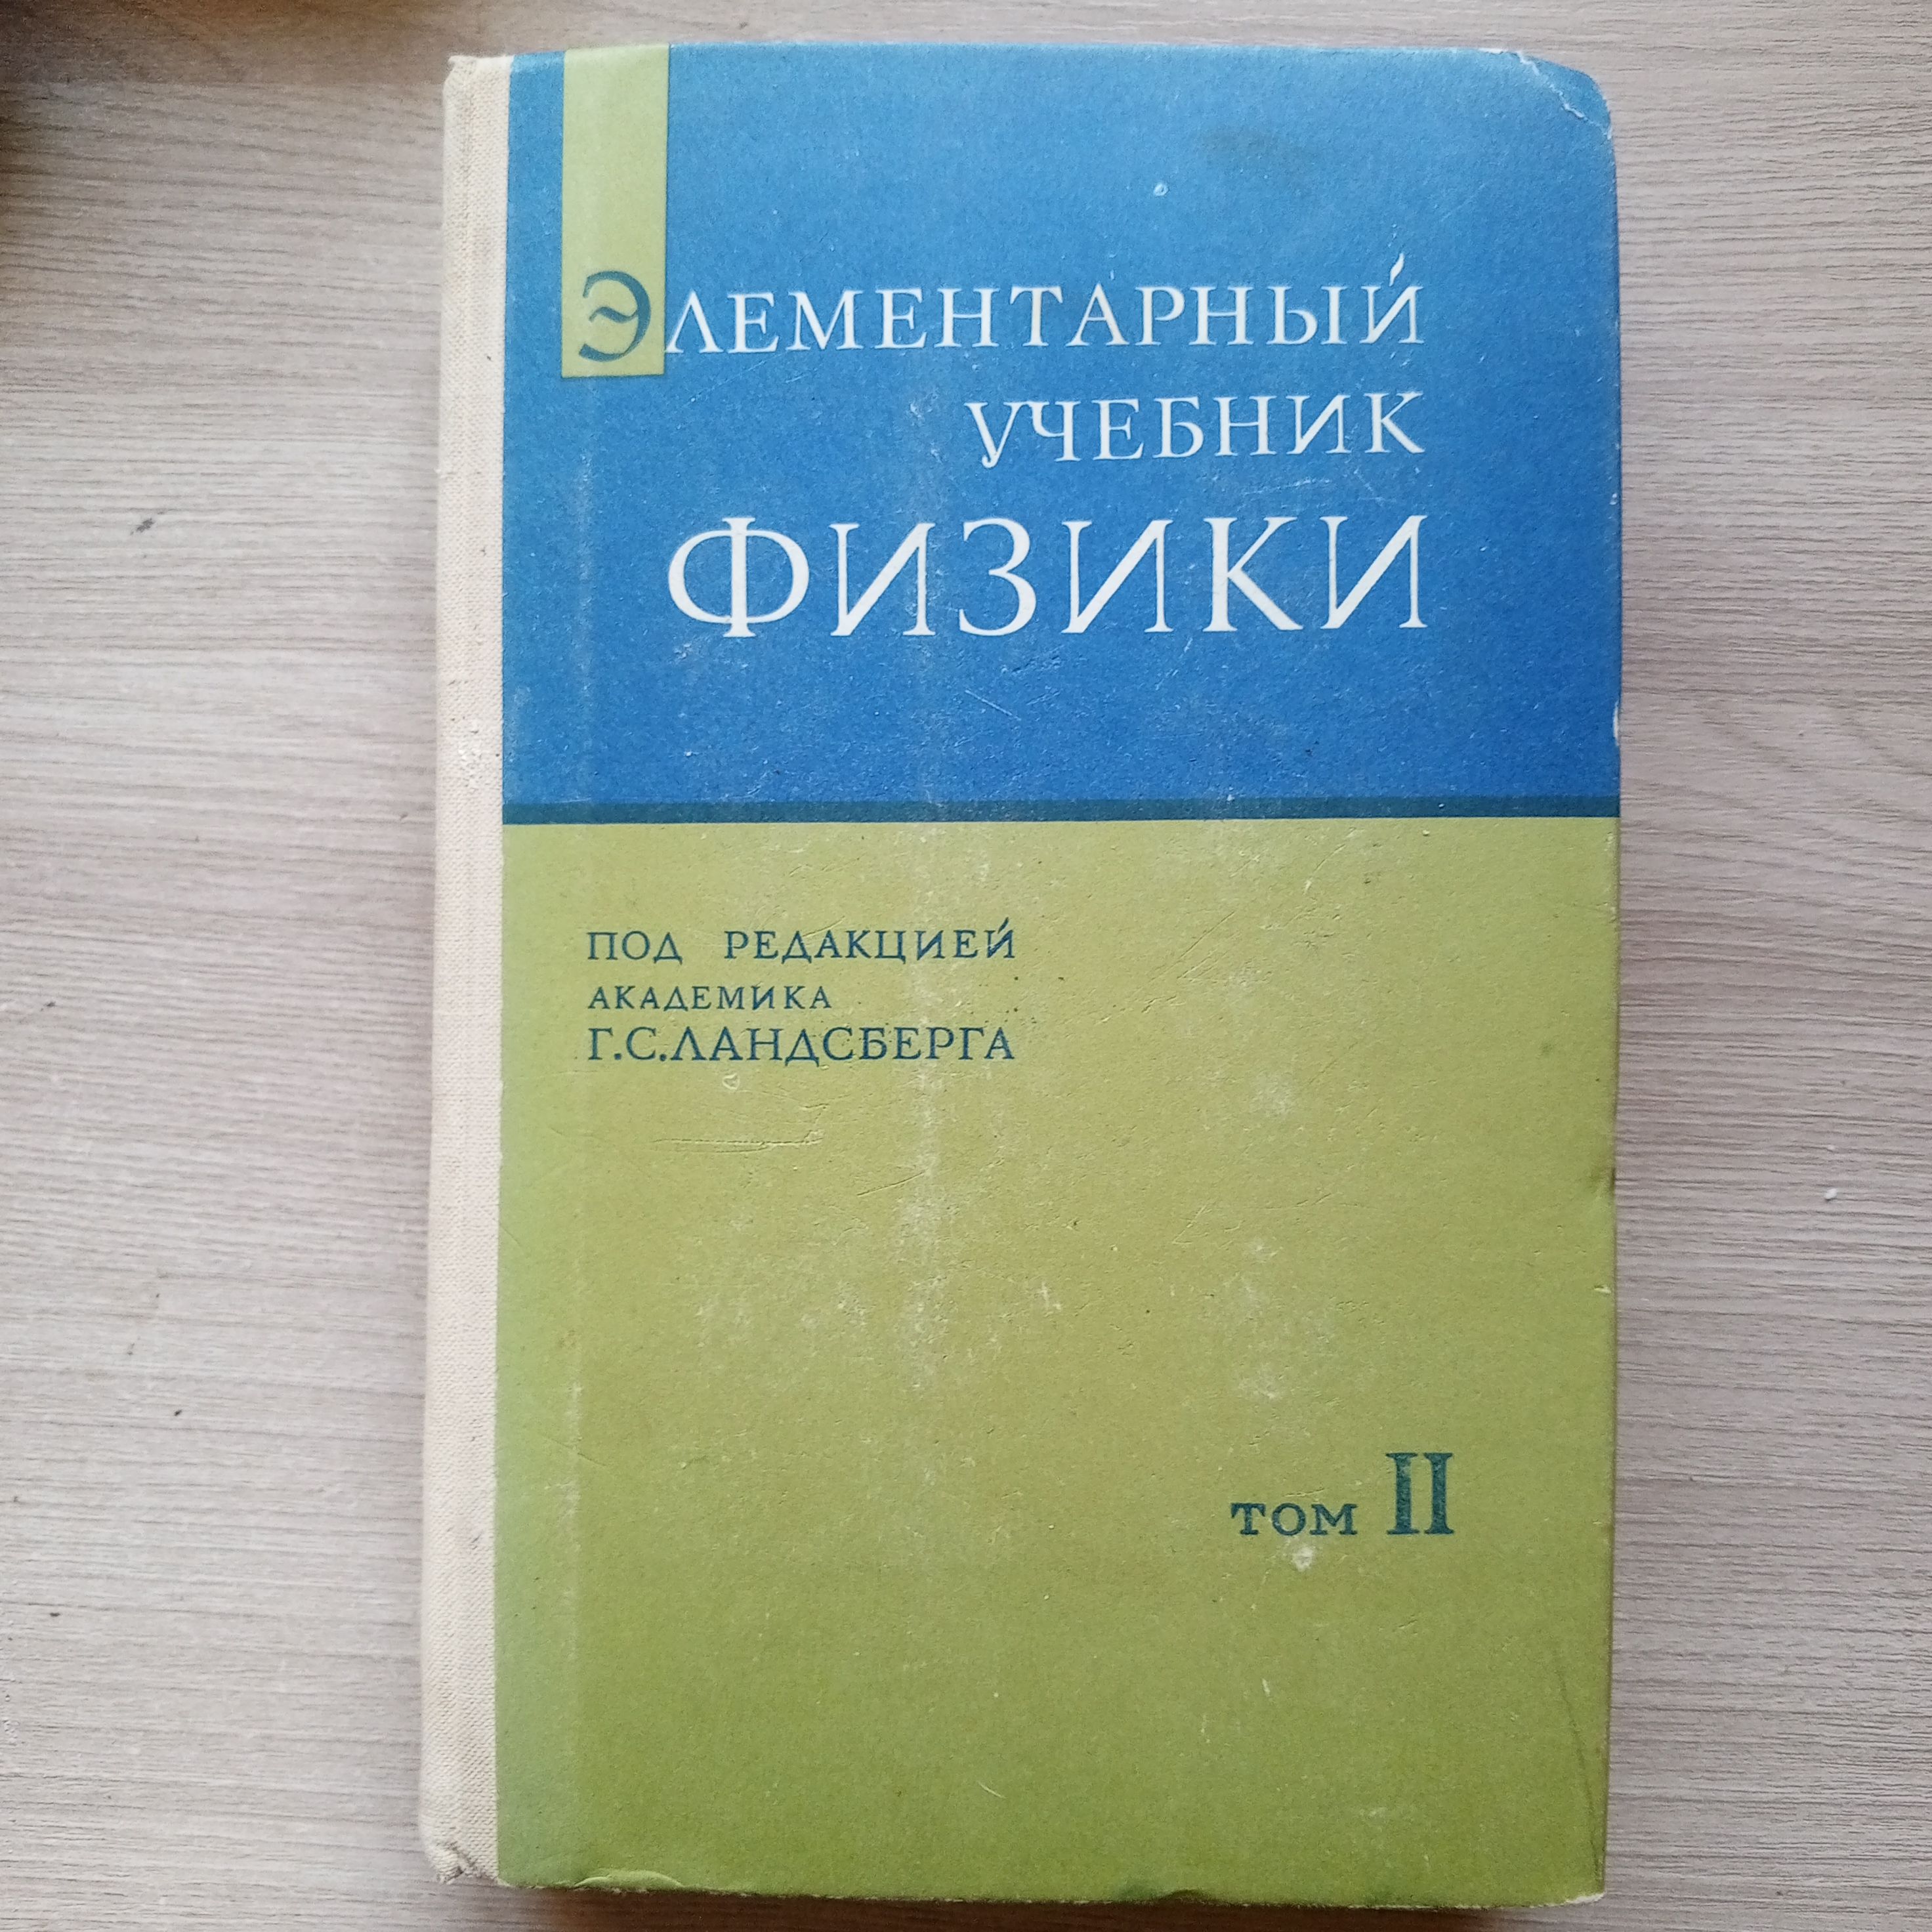 ЭЛЕМЕНТАРНЫЙ
УЧЕБНИК
ФИЗИКИ
ПОД РЕДАКЦИЕЙ
АКАДЕМИКА
Г.С.ЛАНДСБЕРГА
ТОМ II